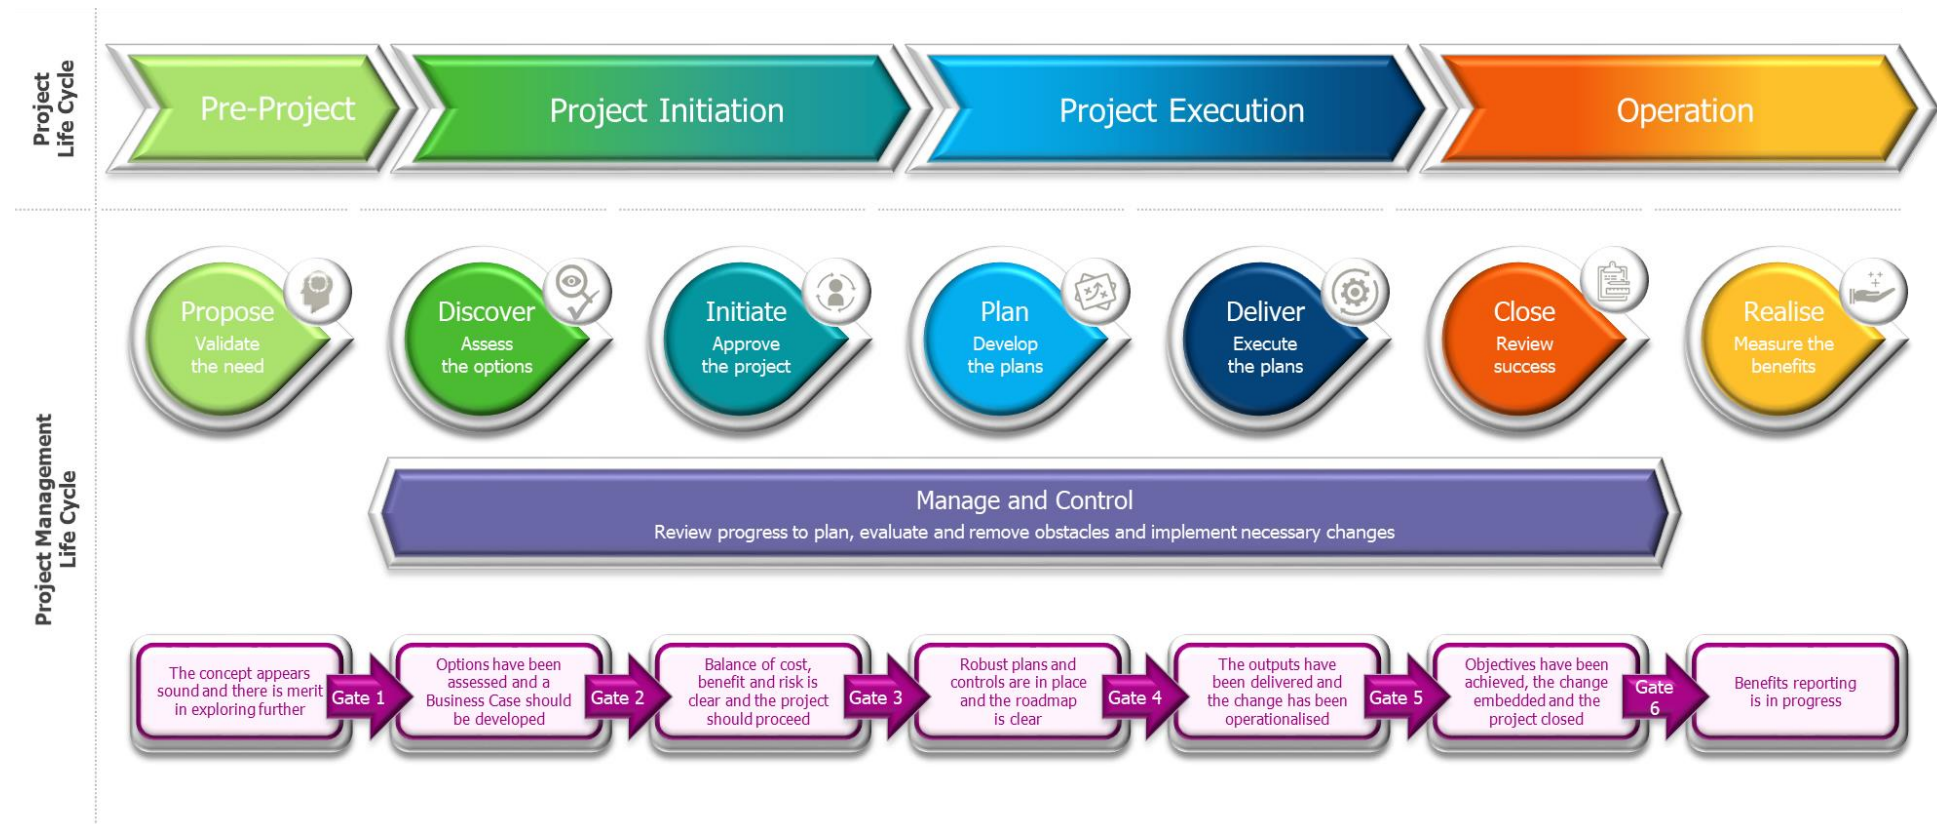 Project
Life Cycle
Pre-Project
Project Initiation
Project Execution
Operation
Project Management
Life Cycle
Propose
Validate
the need
Discover
Assess
the options
Initiate
Approve
the project
Plan
Develop
the plans
Deliver
Execute
the plans
Close
Review
success
Realise
Measure the
benefits
Manage and Control
Review progress to plan, evaluate and remove obstacles and implement necessary changes
The concept appears
sound and there is merit
in exploring further
Gate 1
Options have been
assessed and a
Business Case should
be developed
Gate 2
Balance of cost,
benefit and risk is
clear and the project
should proceed
Gate 3
Robust plans and
controls are in place
and the roadmap
is clear
Gate 4
The outputs have
been delivered and
the change has been
operationalised
Gate 5
Objectives have been
achieved, the change
embedded and the
project closed
Gate
6
Benefits reporting
is in progress